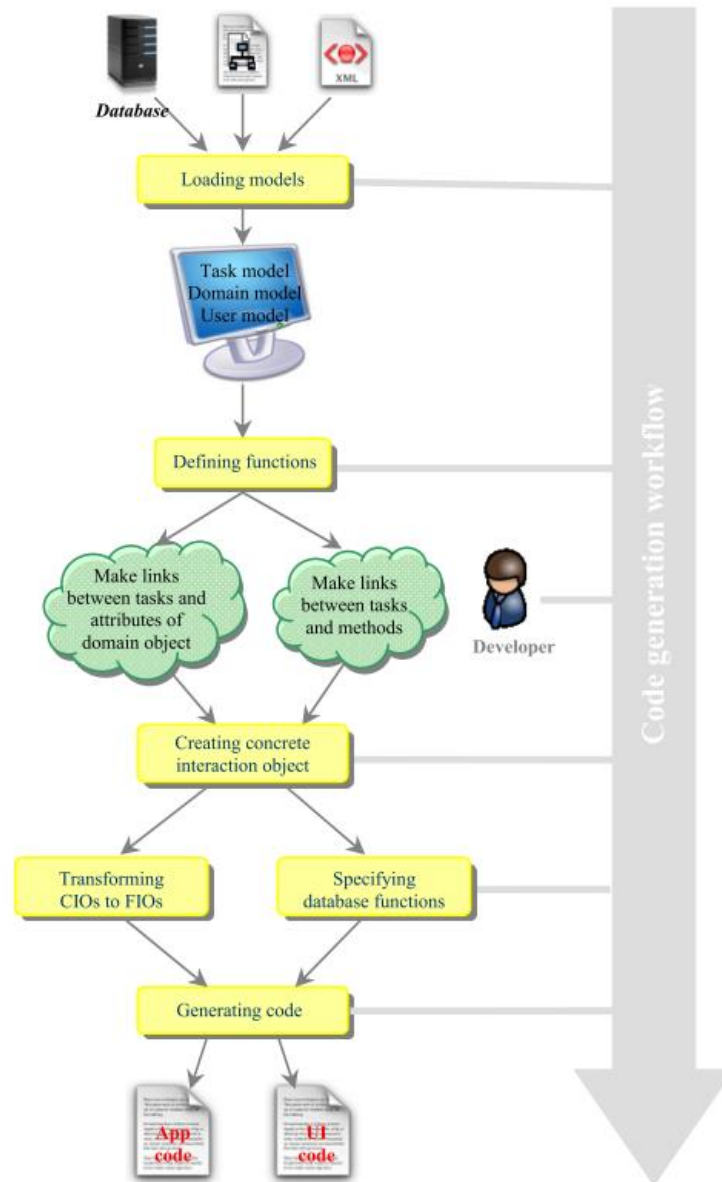 Database
XML
Loading models
Task model
Domain model
User model
Defining functions
Make links
between tasks and
attributes of
domain object
Make links
between tasks
and methods
Developer
Creating concrete
interaction object
Transforming
CIOs to FIOs
Specifying
database functions
Generating code
App
code
UI
code
Code generation workflow